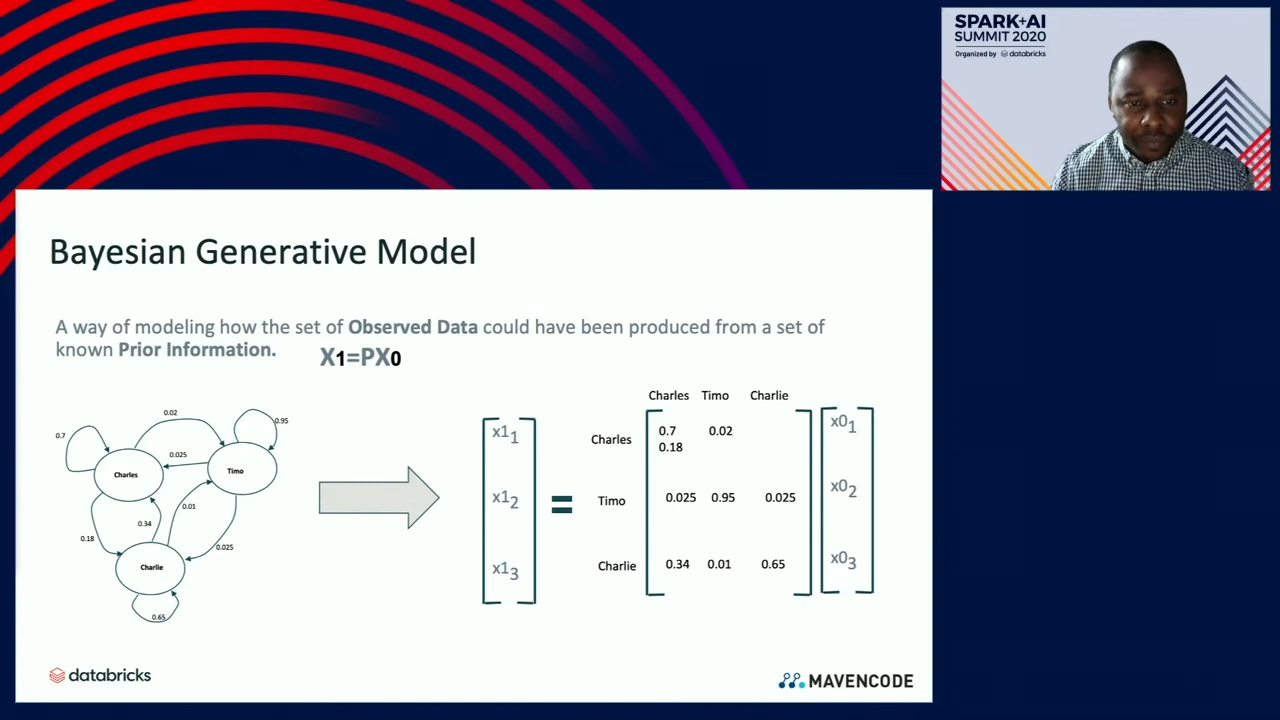 SPARK+AI
SUMMIT 2020
Organized by databricks
Bayesian Generative Model
A way of modeling how the set of Observed Data could have been produced from a set of
known Prior Information.
X1=PX0
0.02
0.95
0.7
0.025
Charles
Timo
0.01
0.34
0.18
0.025
Charlie
0.65
x1₁
x1₂
x1₃
=
Charles Timo Charlie
Charles 0.7 0.02
0.18
Timo 0.025 0.95 0.025
Charlie 0.34 0.01 0.65
x0₁
x0₂
x0₃
databricks
MAVENCODE